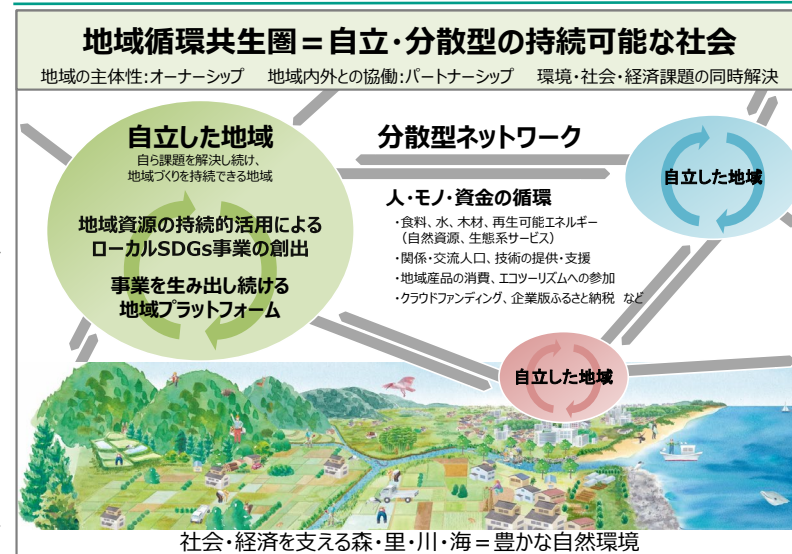 地域循環共生圏＝自立・分散型の持続可能な社会
地域の主体性：オーナーシップ　地域内外との協働：パートナーシップ　環境・社会・経済課題の同時解決
自立した地域
自ら課題を解決し続け、
地域づくりを持続できる地域
地域資源の持続的活用による
ローカルSDGs事業の創出
事業を生み出し続ける
地域プラットフォーム
分散型ネットワーク
人・モノ・資金の循環
・食料、水、木材、再生可能エネルギー
（自然資源、生態系サービス）
・関係・交流人口、技術の提供・支援
・地域産品の消費、エコツーリズムへの参加
・クラウドファンディング、企業版ふるさと納税　など
自立した地域
自立した地域
社会・経済を支える森・里・川・海＝豊かな自然環境